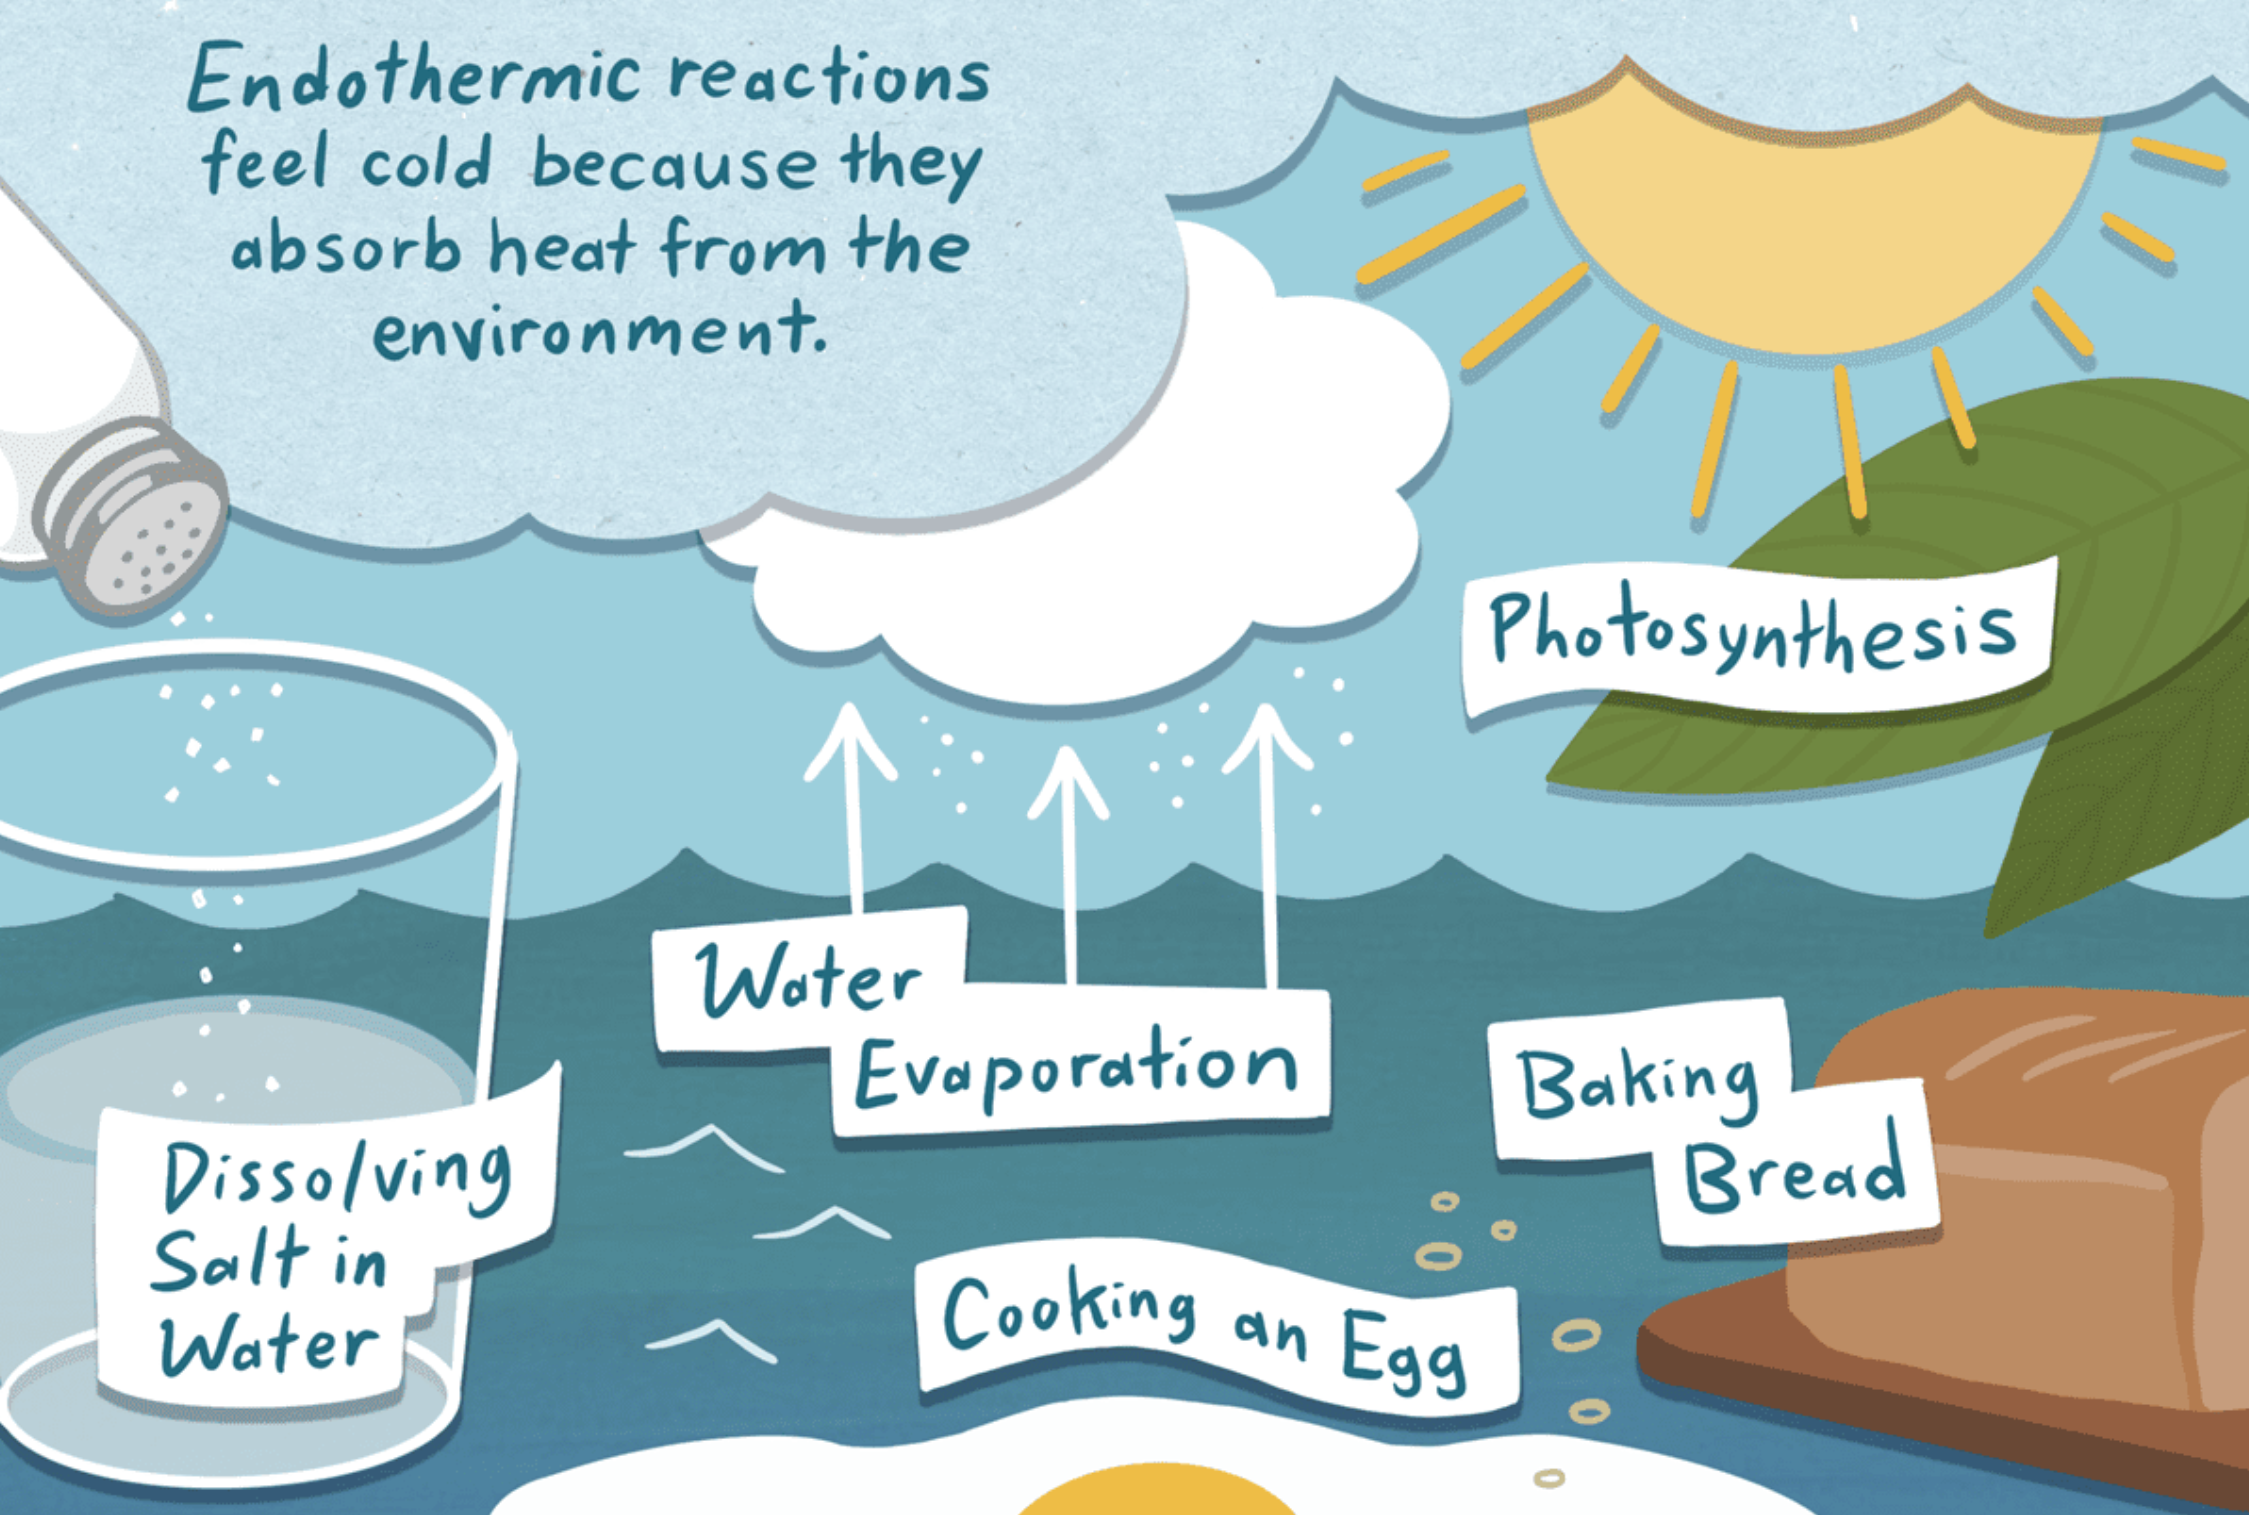 Endothermic reactions
feel cold because they
absorb heat from the
environment.
Photosynthesis
Water
Evaporation
Baking
Bread
Dissolving
Salt in
Water
Cooking an Egg